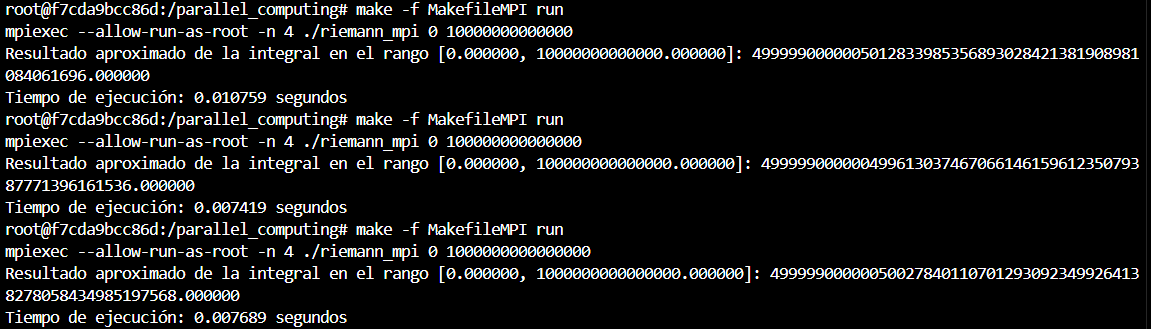 root@f7cda9bcc86d:/parallel_computing# make -f MakefileMPI run
mpiexec --allow-run-as-root -n 4 ./riemann_mpi 0 10000000000000
Resultado aproximado de la integral en el rango [0.000000, 10000000000000.000000]: 499999000000501283398535689302842138190898​1
084061696.000000
Tiempo de ejecución: 0.010759 segundos
root@f7cda9bcc86d:/parallel_computing# make -f MakefileMPI run
mpiexec --allow-run-as-root -n 4 ./riemann_mpi 0 100000000000000
Resultado aproximado de la integral en el rango [0.000000, 100000000000000.000000]: 499999000000499613037467066146159612350793
87771396161536.000000
Tiempo de ejecución: 0.007419 segundos
root@f7cda9bcc86d:/parallel_computing# make -f MakefileMPI run
mpiexec --allow-run-as-root -n 4 ./riemann_mpi 0 1000000000000000
Resultado aproximado de la integral en el rango [0.000000, 1000000000000000.000000]: 49999900000050027840110701293092349926413
8278058434985197568.000000
Tiempo de ejecución: 0.007689 segundos